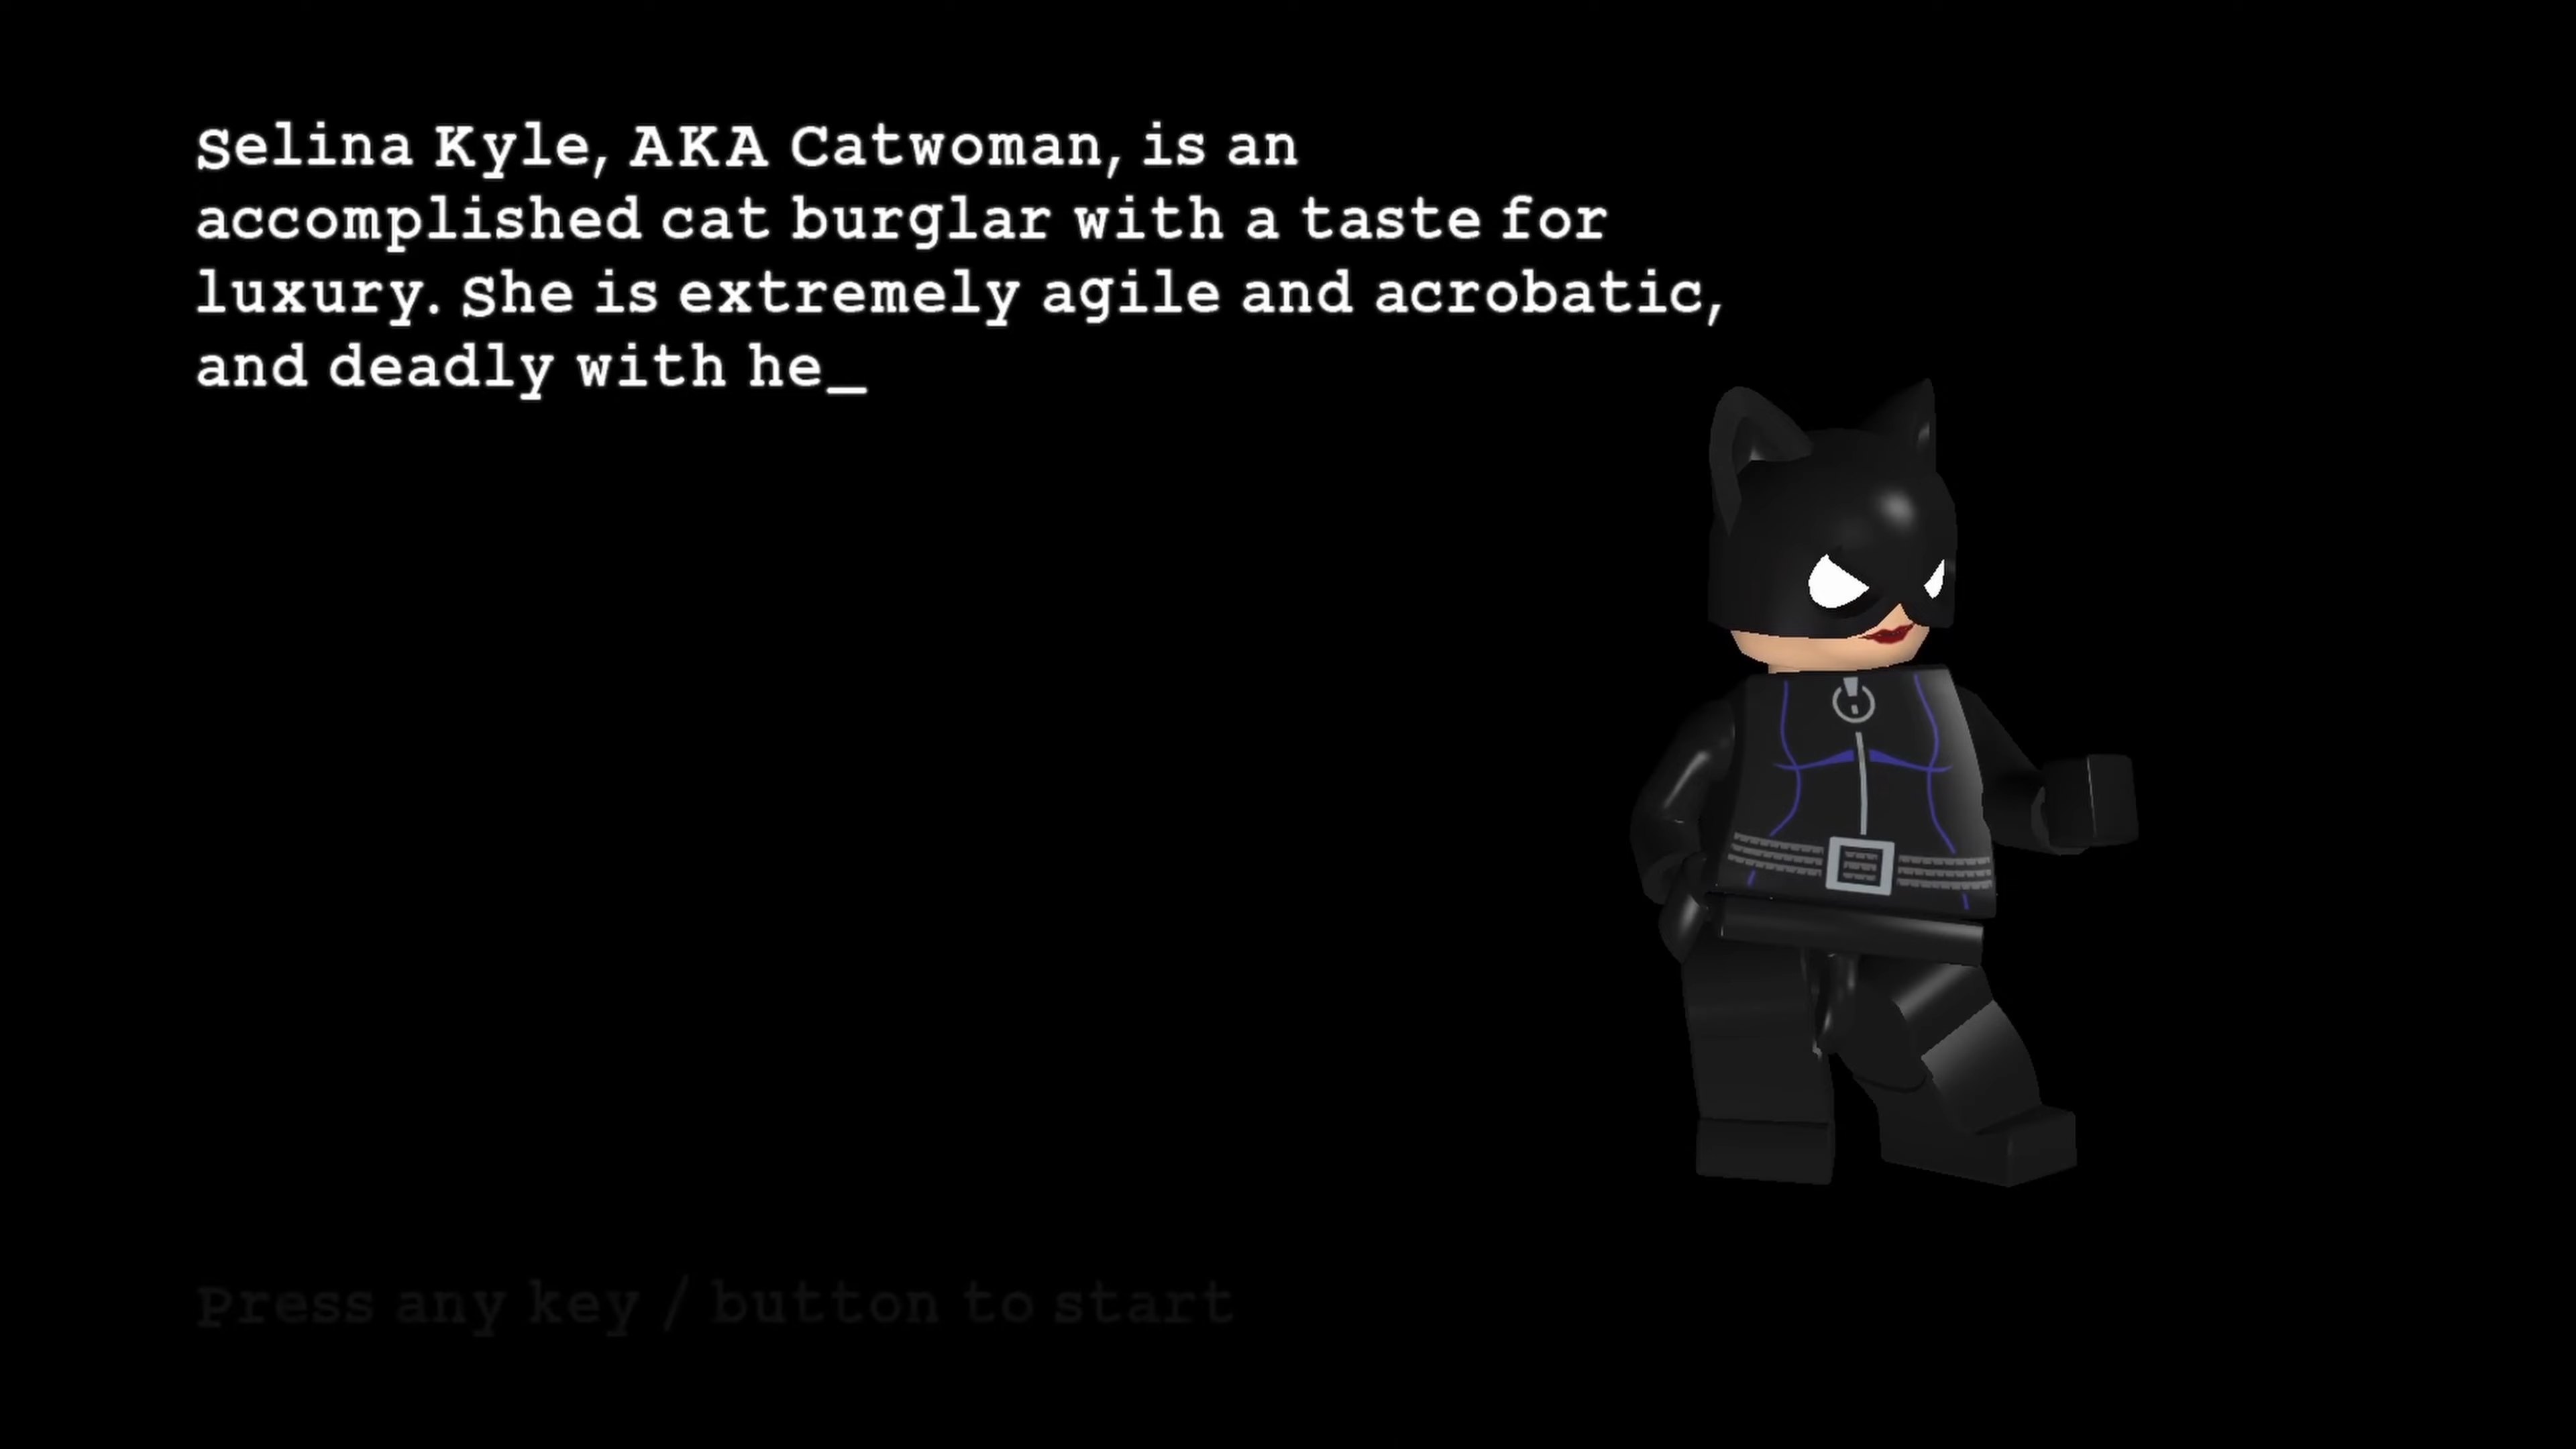 Selina Kyle, AKA Catwoman, is an
accomplished cat burglar with a taste for
luxury. She is extremely agile and acrobatic,
and deadly with he_
Press any key / button to start